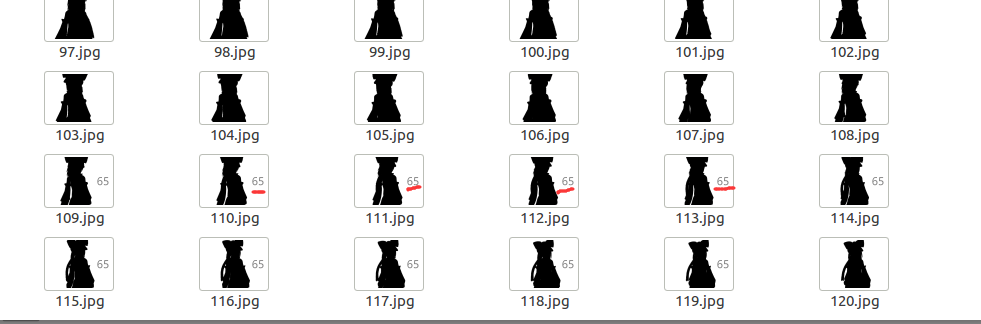 97.jpg 98.jpg 99.jpg 100.jpg 101.jpg 102.jpg
103.jpg 104.jpg 105.jpg 106.jpg 107.jpg 108.jpg
65 65 65 65 65 65
109.jpg 110.jpg 111.jpg 112.jpg 113.jpg 114.jpg
65 65 65 65 65 65
115.jpg 116.jpg 117.jpg 118.jpg 119.jpg 120.jpg